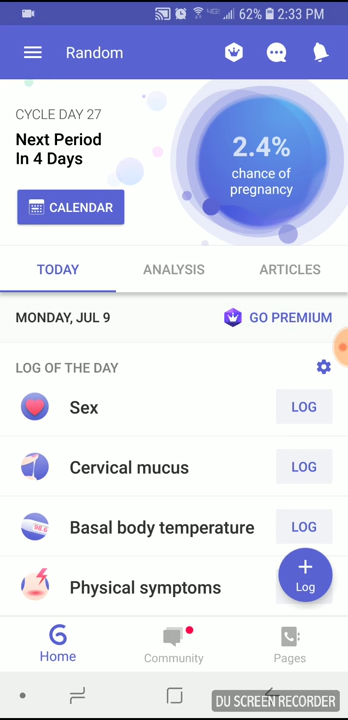 62% 2:33 PM
Random
CYCLE DAY 27
Next Period
In 4 Days
2.4%
chance of
pregnancy
CALENDAR
TODAY ANALYSIS ARTICLES
MONDAY, JUL 9 GO PREMIUM
LOG OF THE DAY
Sex LOG
Cervical mucus LOG
98.6
Basal body temperature LOG
Physical symptoms
+
Log
Home Community Pages
DU SCREEN RECORDER